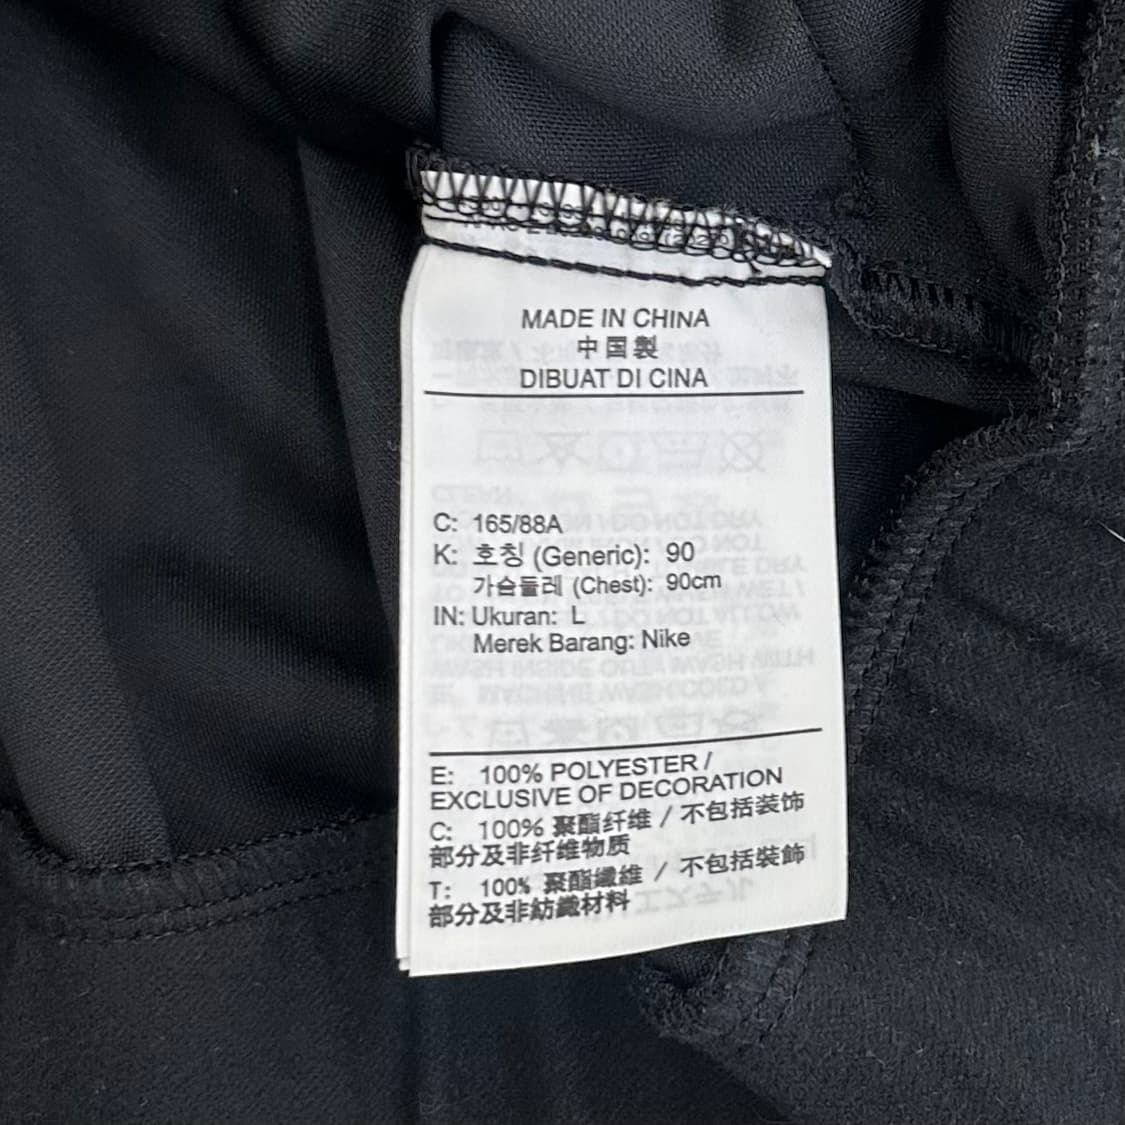 MADE IN CHINA
中国製
DIBUAT DI CINA
C: 165/88A
K: 호칭 (Generic): 90
가슴둘레 (Chest): 90cm
IN: Ukuran: L
Merek Barang: Nike
E: 100% POLYESTER /
EXCLUSIVE OF DECORATION
C: 100% 聚酯纤维 / 不包括装饰
部分及非纤维物质
T: 100% 聚酯纖維 / 不包括裝飾
部分及非紡織材料